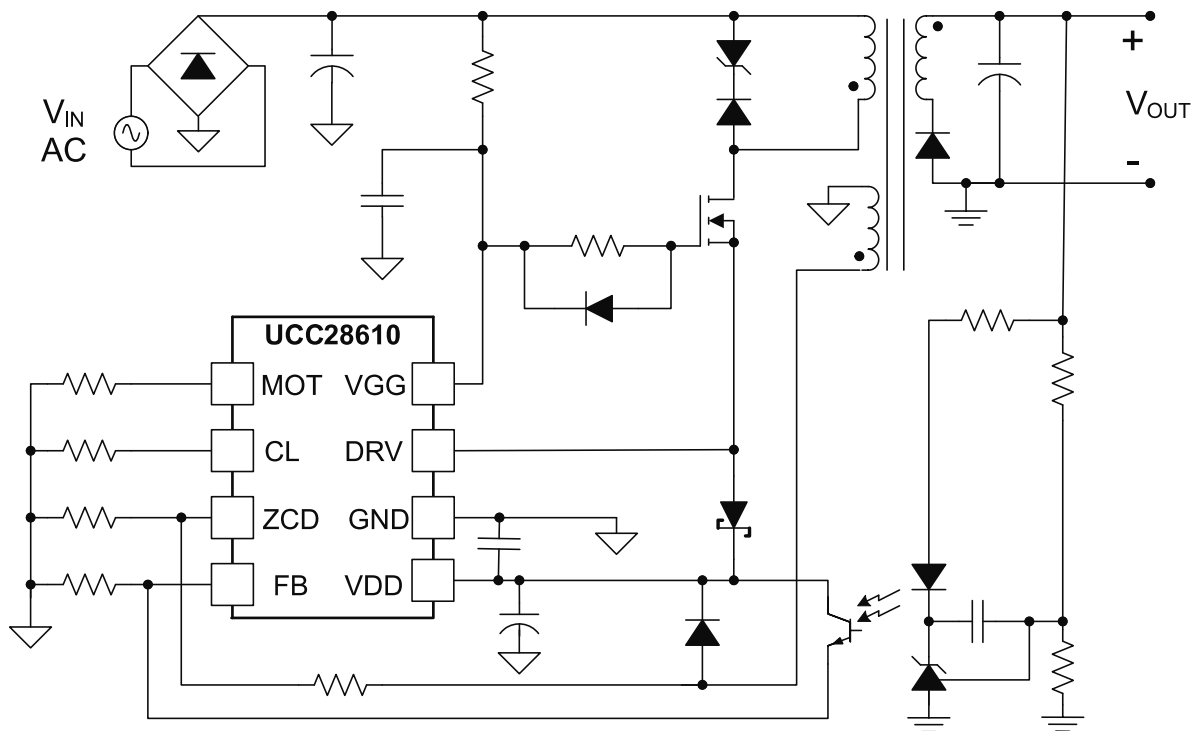 V_IN
AC
+
V_OUT
-
UCC28610
MOT VGG
CL DRV
ZCD GND
FB VDD